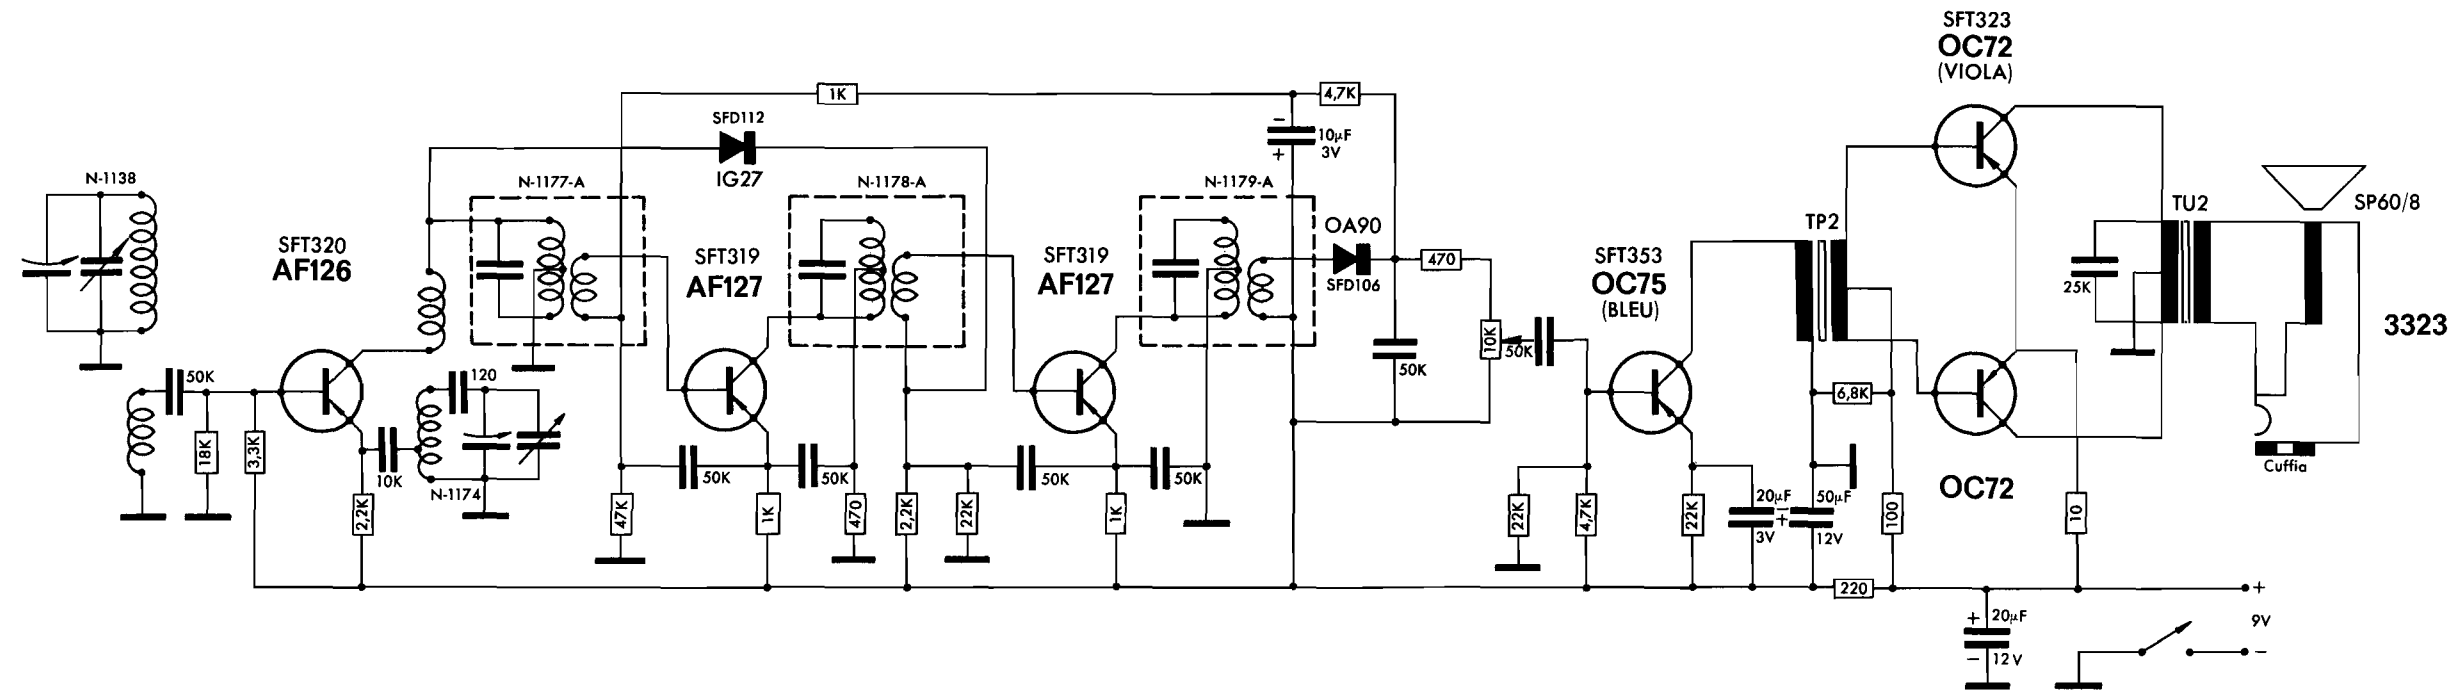 SFT323
OC72
(VIOLA)
1K
4,7K
SFD112
10µF
3V
-
+
IG27
N-1138
N-1177-A
N-1178-A
N-1179-A
SP60/8
TU2
TP2
OA90
SFD106
SFT320
AF126
SFT319
AF127
SFT319
AF127
SFT353
OC75
(BLEU)
470
25K
3323
10K
50K
50K
50K
120
18K
3,3K
10K
N-1174
2,2K
6,8K
50K
50K
50K
50K
Cuffia
OC72
47K
1K
470
2,2K
22K
1K
22K
4,7K
22K
20µF
-
+
3V
50µF
12V
100
10
220
+
20µF
+
-
12V
9V
-